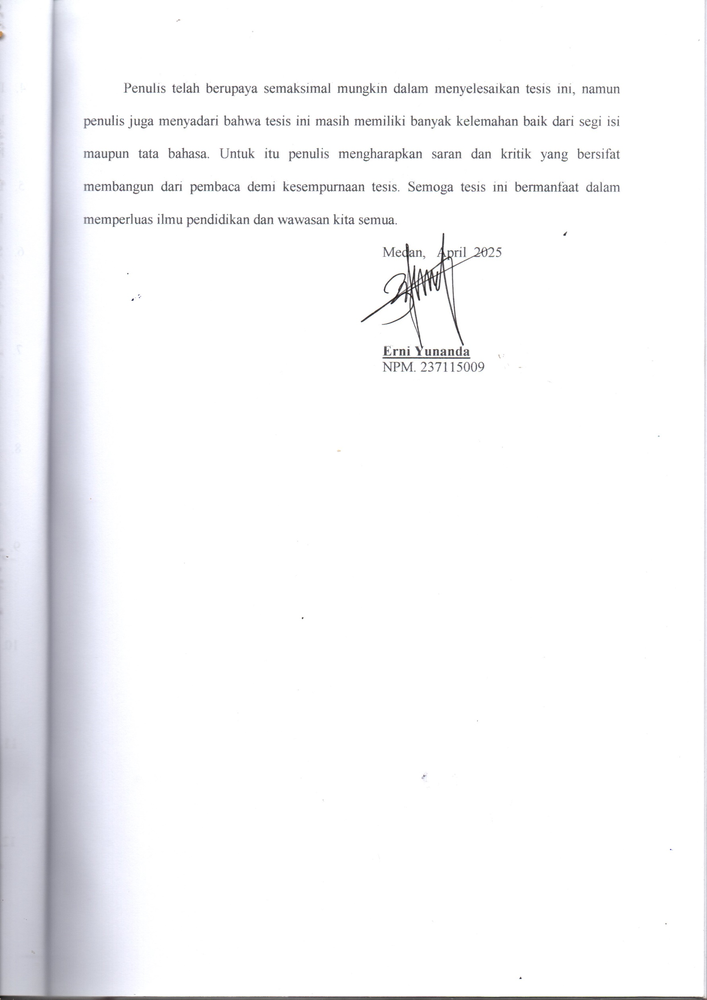 Penulis telah berupaya semaksimal mungkin dalam menyelesaikan tesis ini, namun
penulis juga menyadari bahwa tesis ini masih memiliki banyak kelemahan baik dari segi isi
maupun tata bahasa. Untuk itu penulis mengharapkan saran dan kritik yang bersifat
membangun dari pembaca demi kesempurnaan tesis. Semoga tesis ini bermanfaat dalam
memperluas ilmu pendidikan dan wawasan kita semua.
Medan, April 2025
Erni Yunanda
NPM. 237115009